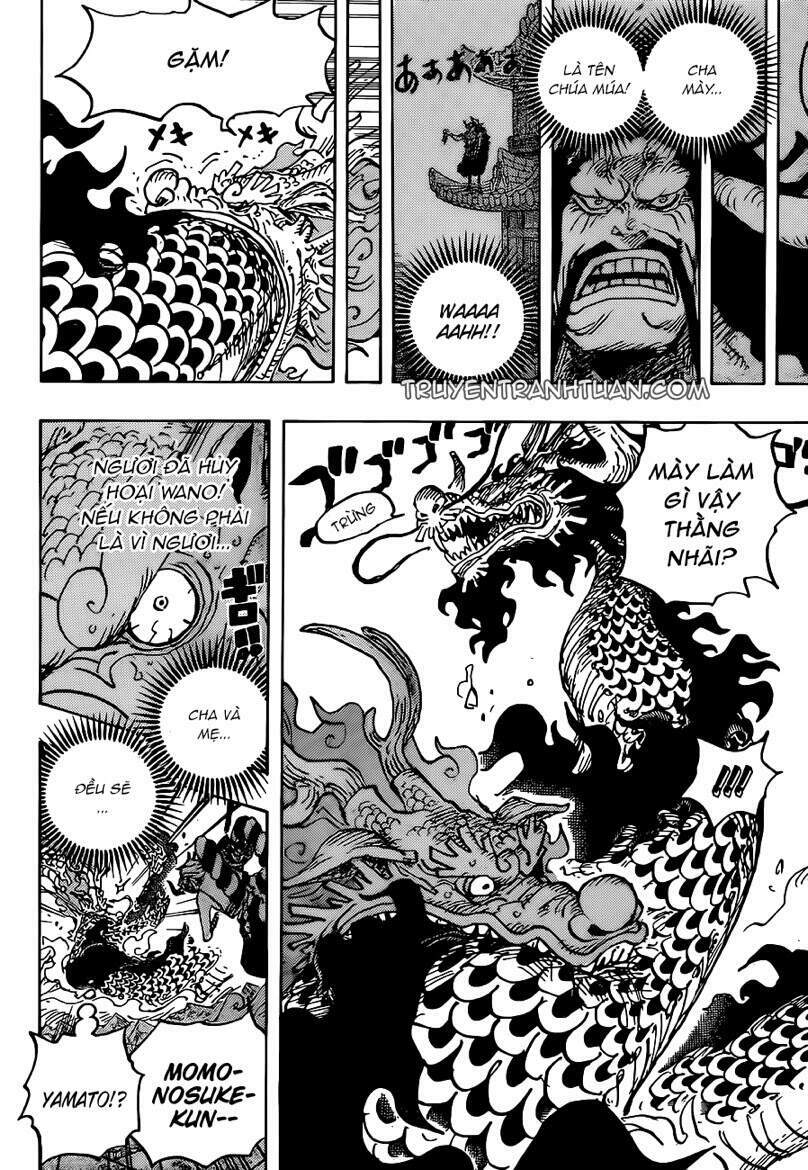 CHA
MÀY...
LÀ TÊN
CHÚA MÚA!
ああああああ
WAAAA
AAHH!!
GẶM!
メキ
メキ
TRUYENTRANHTUAN.COM
MÀY LÀM
GÌ VẬY
THẰNG
NHÃI?
ゴゴゴゴ
TRỪNG
!!!
NGƯƠI ĐÃ HỦY
HOẠI WANO!
NẾU KHÔNG PHẢI
LÀ VÌ NGƯƠI...
ギロ!!
CHA VÀ
MẸ...
ĐỀU SẼ
...
MOMO-
NOSUKE-
KUN--
YAMATO!?